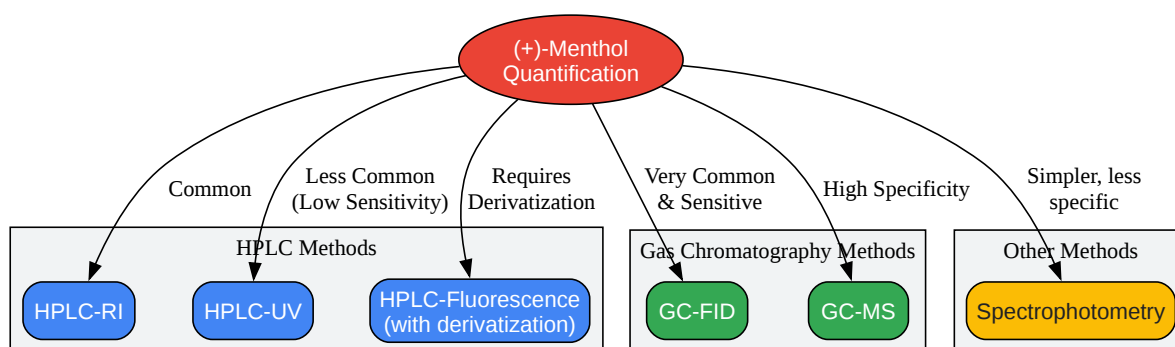 (+)-Menthol
Quantification
Common
Less Common
(Low Sensitivity)
Requires
Derivatization
Very Common
& Sensitive
High Specificity
Simpler, less
specific
HPLC Methods
Gas Chromatography Methods
Other Methods
HPLC-RI
HPLC-UV
HPLC-Fluorescence
(with derivatization)
GC-FID
GC-MS
Spectrophotometry